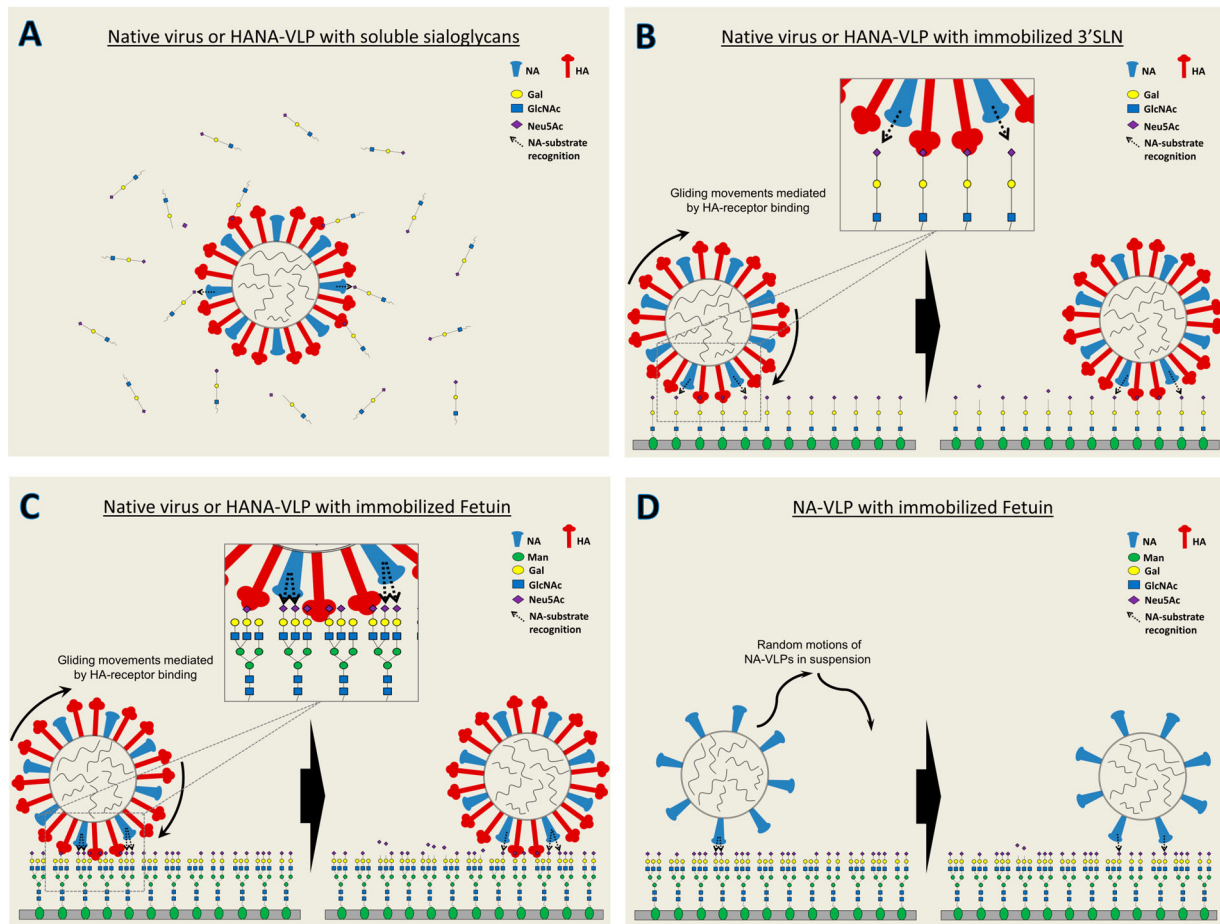 A
Native virus or HANA-VLP with soluble sialoglycans
NA
HA
Gal
GlcNAc
Neu5Ac
NA-substrate
recognition
B
Native virus or HANA-VLP with immobilized 3'SLN
NA
HA
Gal
GlcNAc
Neu5Ac
NA-substrate
recognition
Gliding movements mediated
by HA-receptor binding
C
Native virus or HANA-VLP with immobilized Fetuin
NA
HA
Man
Gal
GlcNAc
Neu5Ac
NA-substrate
recognition
Gliding movements mediated
by HA-receptor binding
D
NA-VLP with immobilized Fetuin
NA
HA
Man
Gal
GlcNAc
Neu5Ac
NA-substrate
recognition
Random motions of
NA-VLPs in suspension